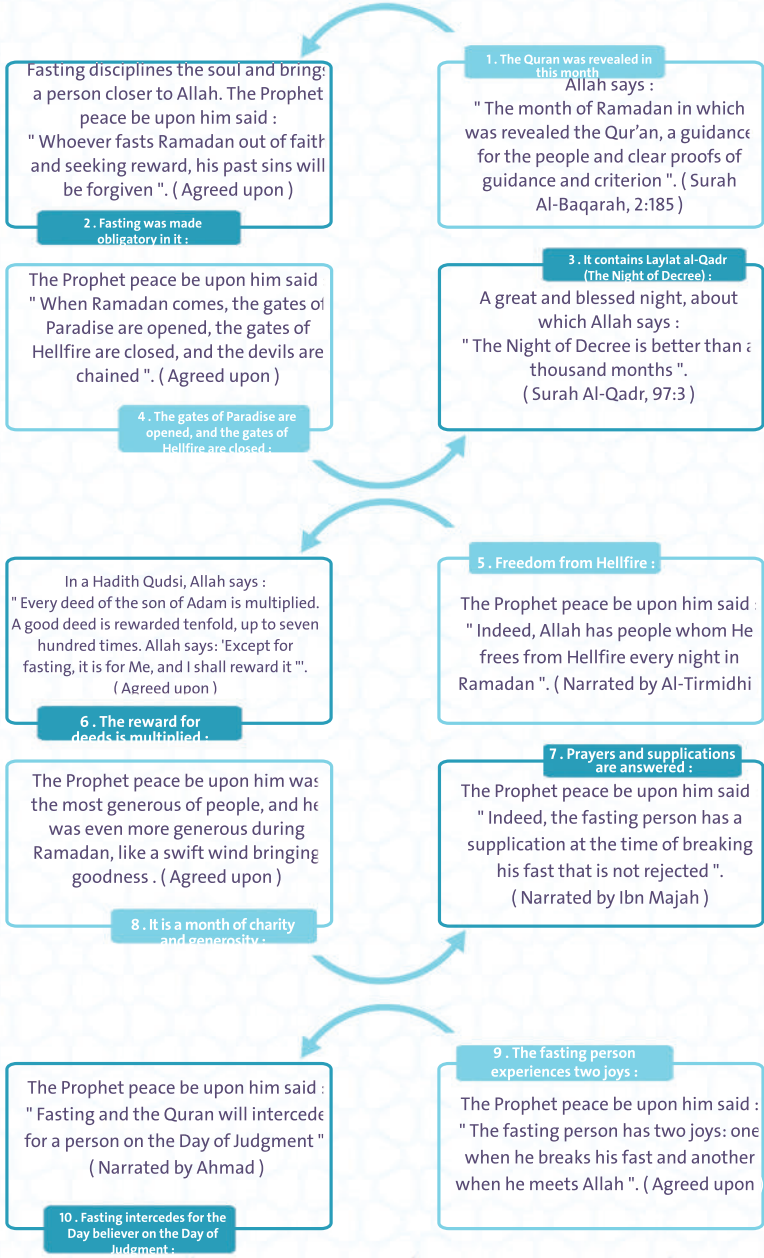 1 . The Quran was revealed in
this month
Allah says :
" The month of Ramadan in which
was revealed the Qur’an, a guidance
for the people and clear proofs of
guidance and criterion ". ( Surah
Al-Baqarah, 2:185 )
Fasting disciplines the soul and brings
a person closer to Allah. The Prophet
peace be upon him said :
" Whoever fasts Ramadan out of faith
and seeking reward, his past sins will
be forgiven ". ( Agreed upon )
2 . Fasting was made
obligatory in it :
3 . It contains Laylat al-Qadr
(The Night of Decree) :
A great and blessed night, about
which Allah says :
" The Night of Decree is better than a
thousand months ".
( Surah Al-Qadr, 97:3 )
The Prophet peace be upon him said
" When Ramadan comes, the gates of
Paradise are opened, the gates of
Hellfire are closed, and the devils are
chained ". ( Agreed upon )
4 . The gates of Paradise are
opened, and the gates of
Hellfire are closed :
5 . Freedom from Hellfire :
The Prophet peace be upon him said :
" Indeed, Allah has people whom He
frees from Hellfire every night in
Ramadan ". ( Narrated by Al-Tirmidhi
In a Hadith Qudsi, Allah says :
" Every deed of the son of Adam is multiplied.
A good deed is rewarded tenfold, up to seven
hundred times. Allah says: 'Except for
fasting, it is for Me, and I shall reward it "'.
( Agreed upon )
6 . The reward for
deeds is multiplied :
7 . Prayers and supplications
are answered :
The Prophet peace be upon him said
" Indeed, the fasting person has a
supplication at the time of breaking
his fast that is not rejected ".
( Narrated by Ibn Majah )
The Prophet peace be upon him was
the most generous of people, and he
was even more generous during
Ramadan, like a swift wind bringing
goodness . ( Agreed upon )
8 . It is a month of charity
and generosity :
9 . The fasting person
experiences two joys :
The Prophet peace be upon him said :
" The fasting person has two joys: one
when he breaks his fast and another
when he meets Allah ". ( Agreed upon
The Prophet peace be upon him said :
" Fasting and the Quran will intercede
for a person on the Day of Judgment "
( Narrated by Ahmad )
10 . Fasting intercedes for the
Day believer on the Day of
Judgment :